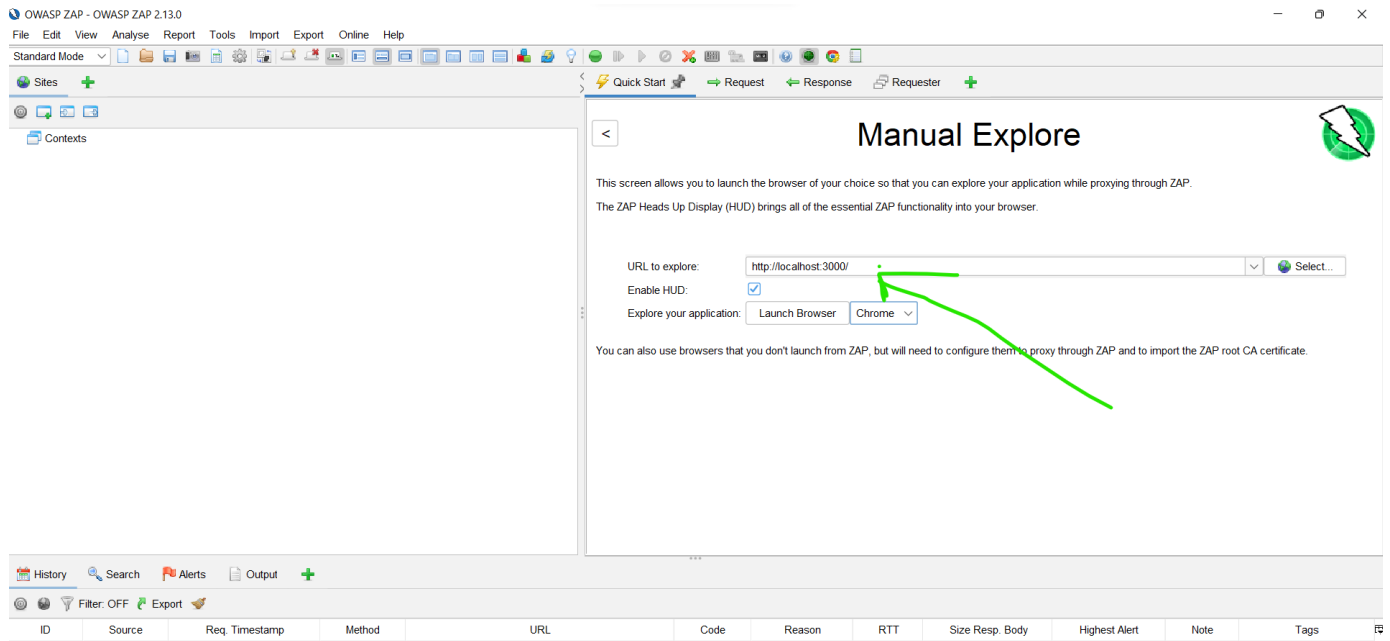 OWASP ZAP - OWASP ZAP 2.13.0
File Edit View Analyse Report Tools Import Export Online Help
Standard Mode
Sites
Quick Start Request Response Requester
Contexts
<
Manual Explore
This screen allows you to launch the browser of your choice so that you can explore your application while proxying through ZAP.
The ZAP Heads Up Display (HUD) brings all of the essential ZAP functionality into your browser.
URL to explore: http://localhost:3000/ Select...
Enable HUD:
Explore your application: Launch Browser Chrome
You can also use browsers that you don't launch from ZAP, but will need to configure them to proxy through ZAP and to import the ZAP root CA certificate.
History Search Alerts Output
Filter: OFF Export
ID Source Req. Timestamp Method URL Code Reason RTT Size Resp. Body Highest Alert Note Tags